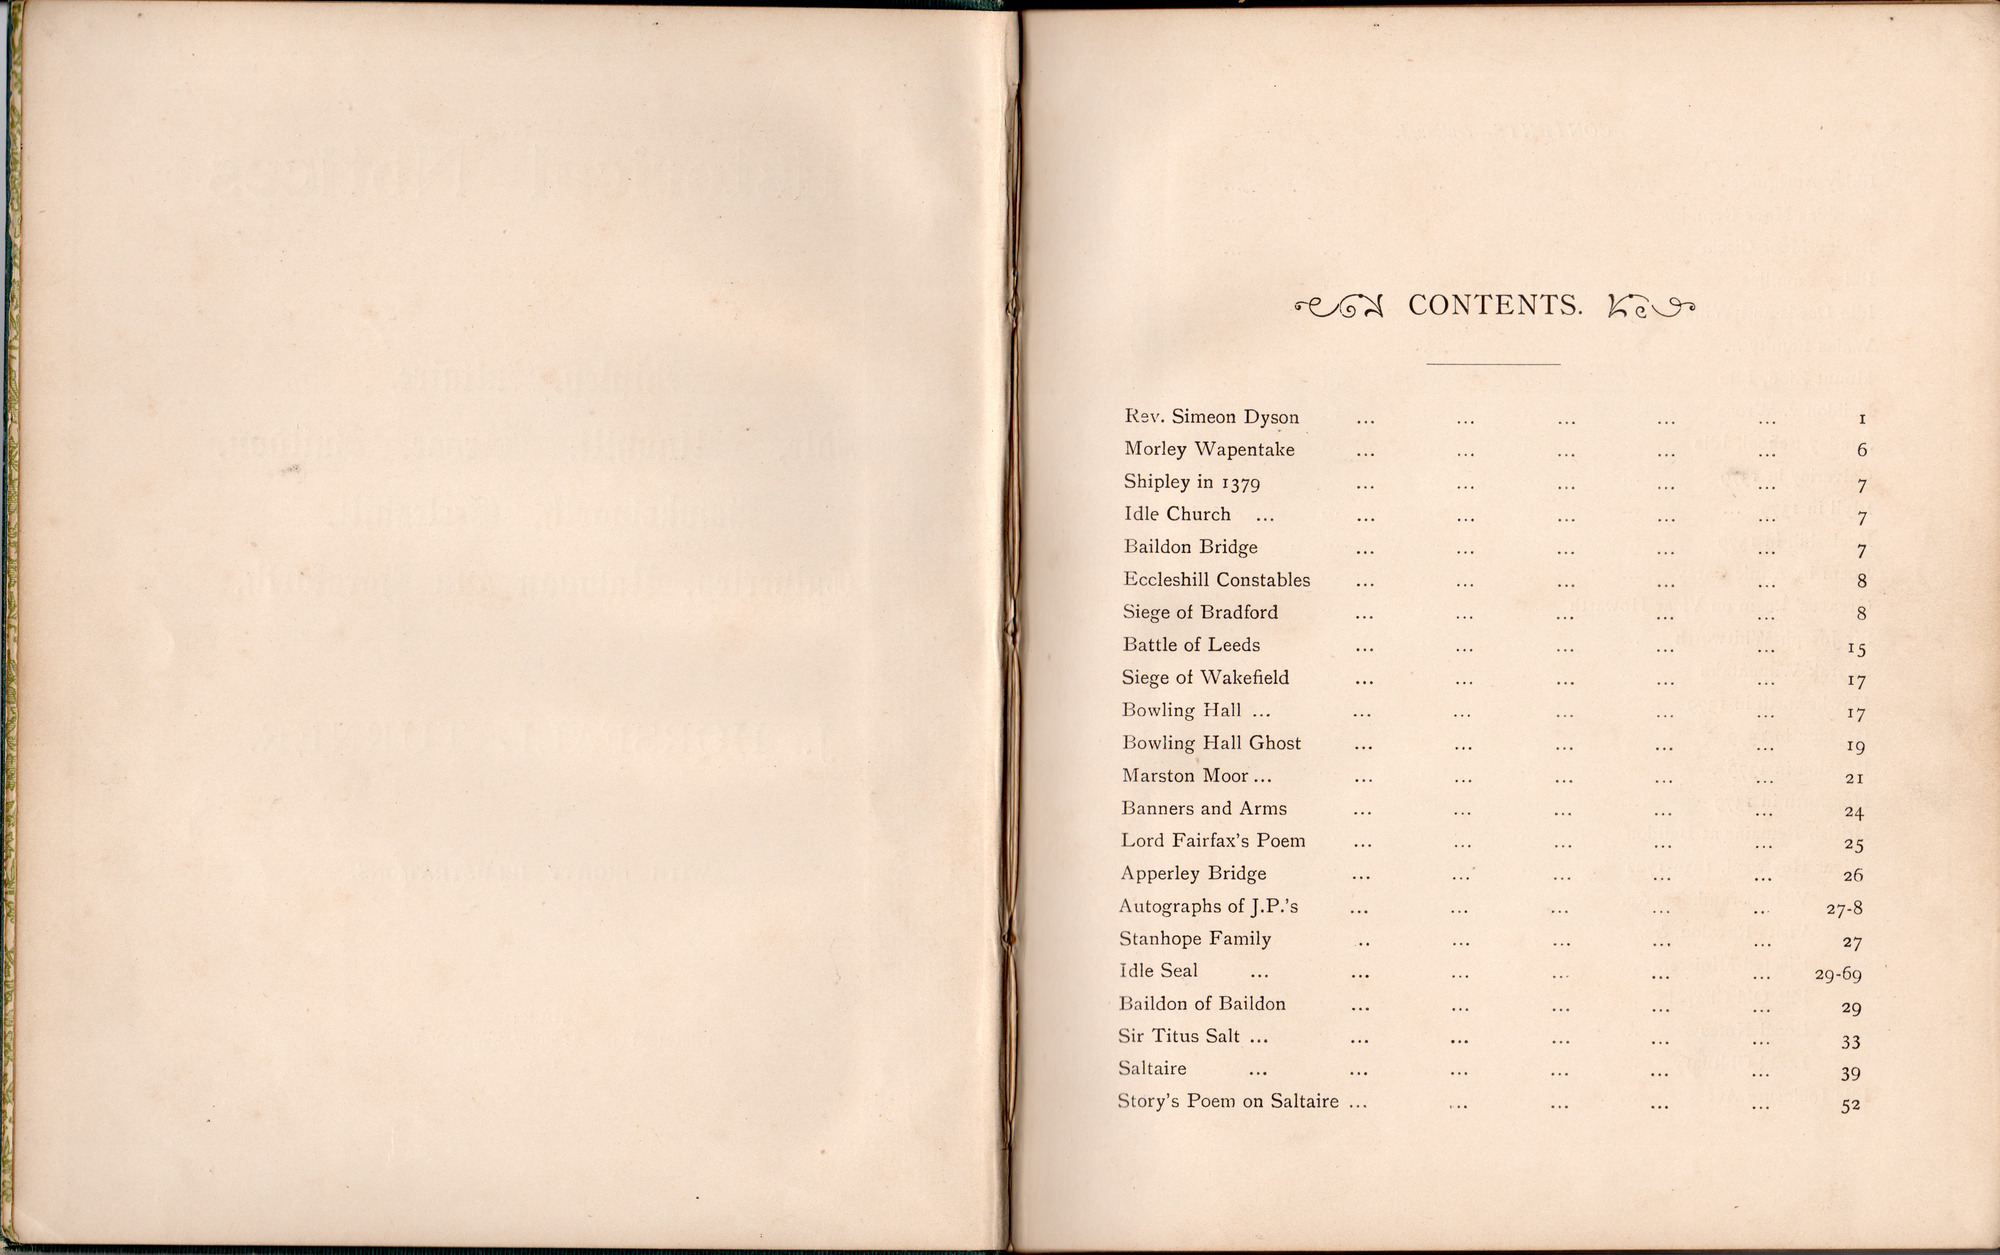 CONTENTS.
Rev. Simeon Dyson ... ... ... ... ... 1
Morley Wapentake ... ... ... ... ... 6
Shipley in 1379 ... ... ... ... ... 7
Idle Church ... ... ... ... ... ... 7
Baildon Bridge ... ... ... ... ... 7
Eccleshill Constables ... ... ... ... ... 8
Siege of Bradford ... ... ... ... ... 8
Battle of Leeds ... ... ... ... ... 15
Siege of Wakefield ... ... ... ... ... 17
Bowling Hall ... ... ... ... ... ... 17
Bowling Hall Ghost ... ... ... ... ... 19
Marston Moor ... ... ... ... ... ... 21
Banners and Arms ... ... ... ... ... 24
Lord Fairfax's Poem ... ... ... ... ... 25
Apperley Bridge ... ... ... ... ... 26
Autographs of J.P.'s ... ... ... ... ... 27-8
Stanhope Family .. ... ... ... ... 27
Idle Seal ... ... ... ... ... ... 29-69
Baildon of Baildon ... ... ... ... ... 29
Sir Titus Salt ... ... ... ... ... ... 33
Saltaire ... ... ... ... ... ... 39
Story's Poem on Saltaire ... ... ... ... ... 52